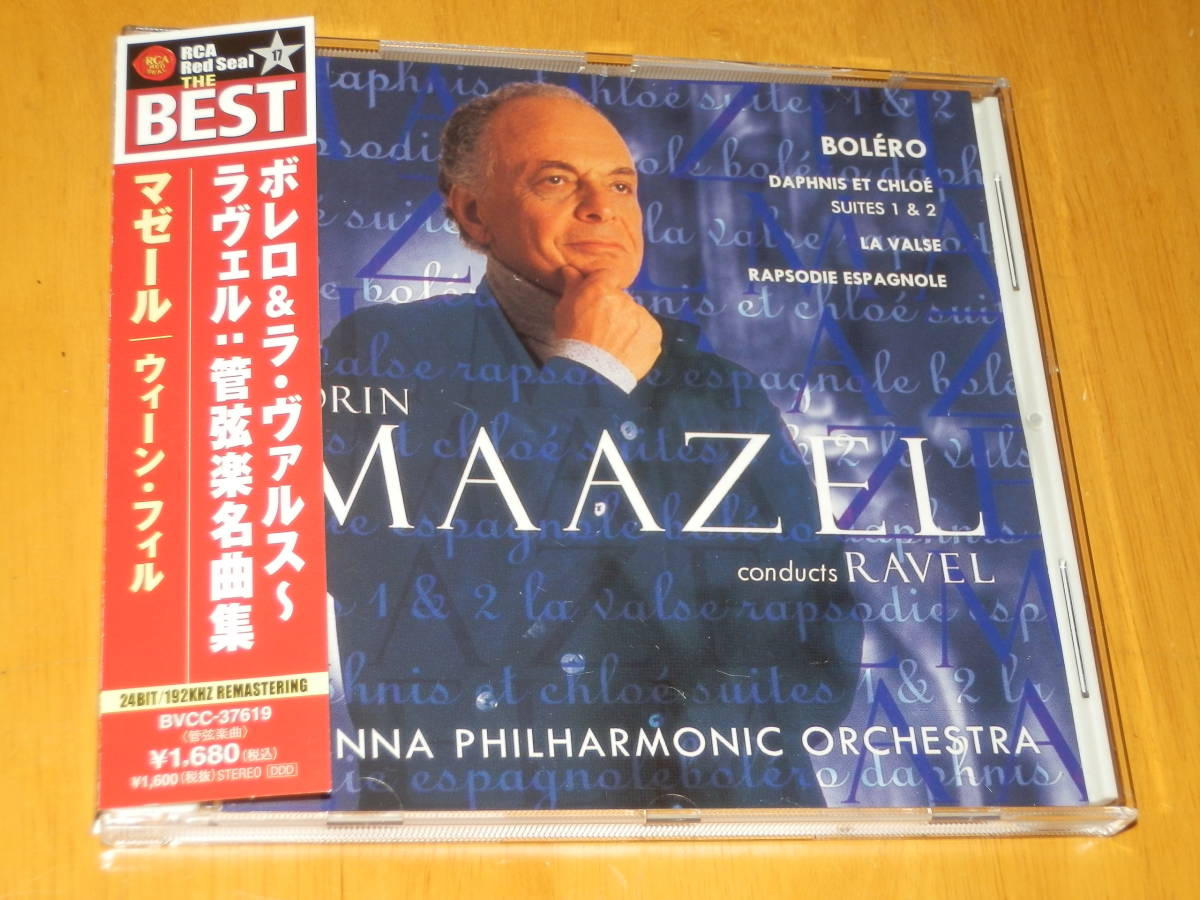 RCA
RED SEAL
RCA
Red Seal
17
THE
BEST
ボレロ&ラ・ヴァルス~
ラヴェル:管弦楽名曲集
マゼール|ウィーン・フィル
24BIT/192KHZ REMASTERING
BVCC-37619
〈管弦楽曲〉
¥1,680(税込)
¥1,600(税抜) STEREO DDD
BOLÉRO
DAPHNIS ET CHLOÉ
SUITES 1 & 2
LA VALSE
RAPSODIE ESPAGNOLE
ORIN
MAAZEL
conducts RAVEL
NNA PHILHARMONIC ORCHESTRA